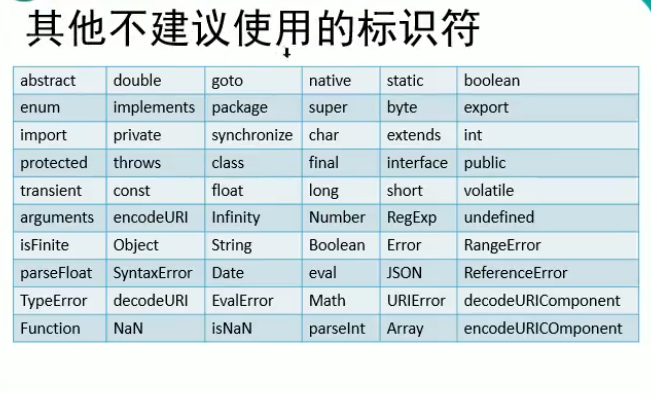 其他不建议使用的标识符
abstract double goto native static boolean
enum implements package super byte export
import private synchronize char extends int
protected throws class final interface public
transient const float long short volatile
arguments encodeURI Infinity Number RegExp undefined
isFinite Object String Boolean Error RangeError
parseFloat SyntaxError Date eval JSON ReferenceError
TypeError decodeURI EvalError Math URIError decodeURIComponent
Function NaN isNaN parseInt Array encodeURICOmponent